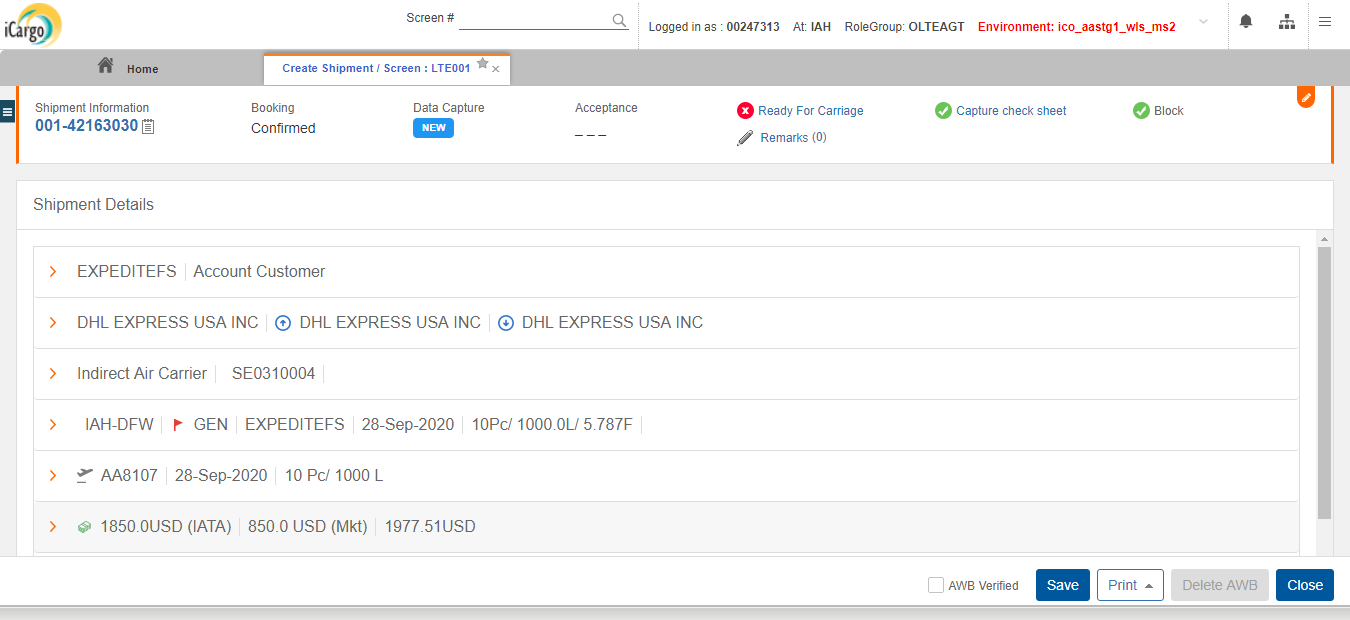 iCargo
Screen #
Logged in as : 00247313 At: IAH RoleGroup: OLTEAGT Environment: ico_aastg1_wls_ms2
Home
Create Shipment / Screen : LTE001
Shipment Information
001-42163030
Booking
Confirmed
Data Capture
NEW
Acceptance
_ _ _
Ready For Carriage
Remarks (0)
Capture check sheet
Block
Shipment Details
EXPEDITEFS Account Customer
DHL EXPRESS USA INC DHL EXPRESS USA INC DHL EXPRESS USA INC
Indirect Air Carrier SE0310004
IAH-DFW GEN EXPEDITEFS 28-Sep-2020 10Pc/ 1000.0L/ 5.787F
AA8107 28-Sep-2020 10 Pc/ 1000 L
1850.0USD (IATA) 850.0 USD (Mkt) 1977.51USD
AWB Verified Save Print Delete AWB Close